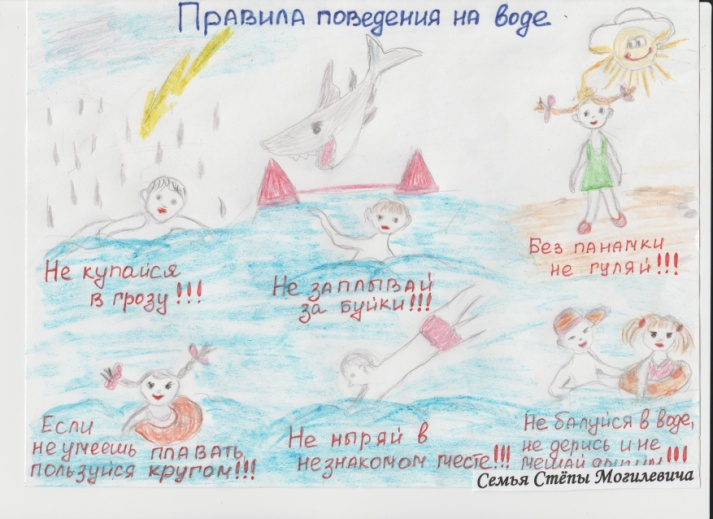 Правила поведения на воде
Не купайся
в грозу!!!
Не заплывай
за буйки!!!
Без панамки
не гуляй!!!
Если
не умеешь плавать,
пользуйся кругом!!!
Не ныряй в
незнакомом месте!!!
Не балуйся в воде,
не дерись и не
мешай другим!!!
Семья Стёпы Могилевича